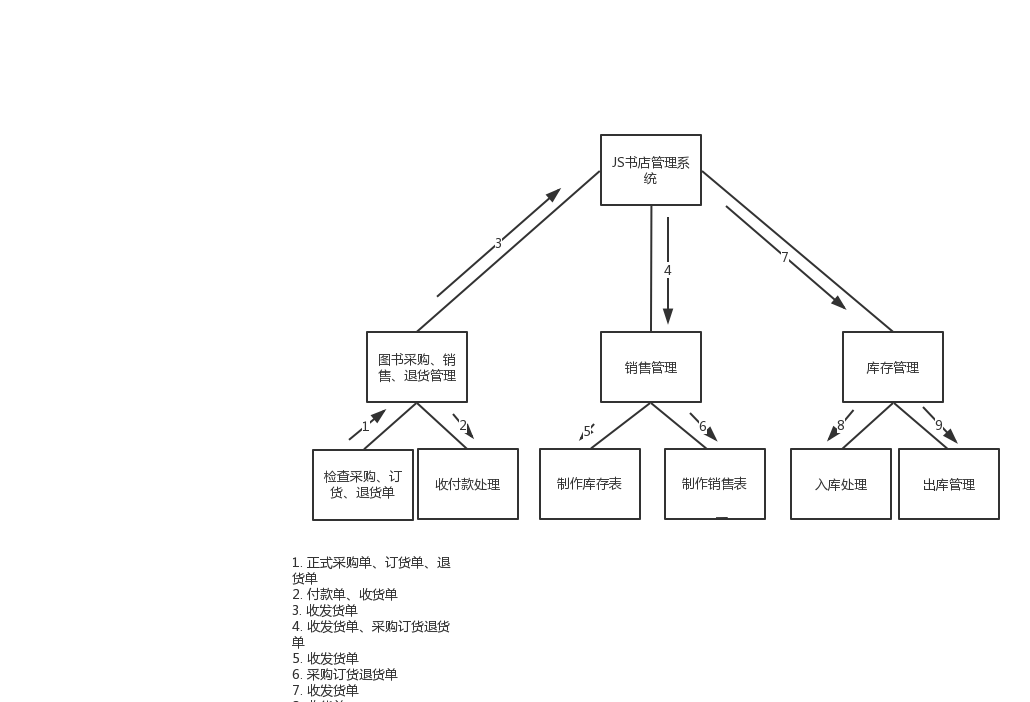 JS书店管理系
统
3
4
7
图书采购、销
售、退货管理
销售管理
库存管理
1
2
5
6
8
9
检查采购、订
货、退货单
收付款处理
制作库存表
制作销售表
入库处理
出库管理
1. 正式采购单、订货单、退
货单
2. 付款单、收货单
3. 收发货单
4. 收发货单、采购订货退货
单
5. 收发货单
6. 采购订货退货单
7. 收发货单